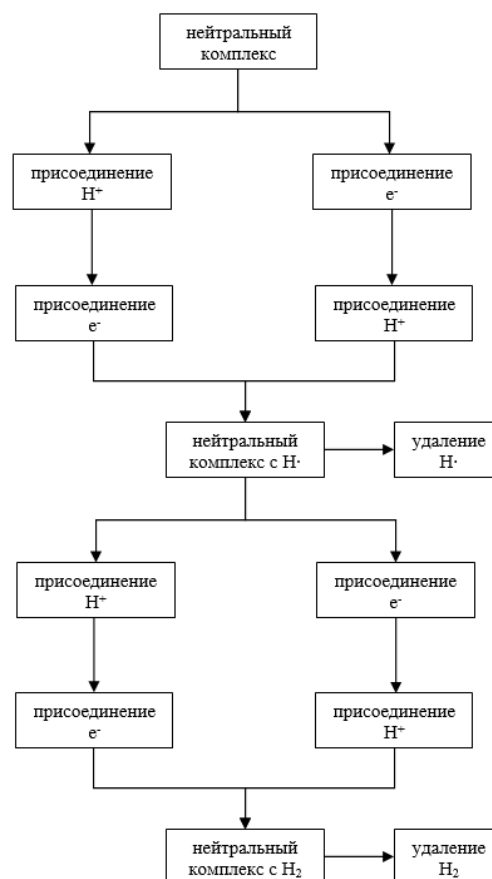 нейтральный
комплекс
присоединение
H⁺
присоединение
e⁻
присоединение
e⁻
присоединение
H⁺
нейтральный
комплекс с H·
удаление
H·
присоединение
H⁺
присоединение
e⁻
присоединение
e⁻
присоединение
H⁺
нейтральный
комплекс с H₂
удаление
H₂